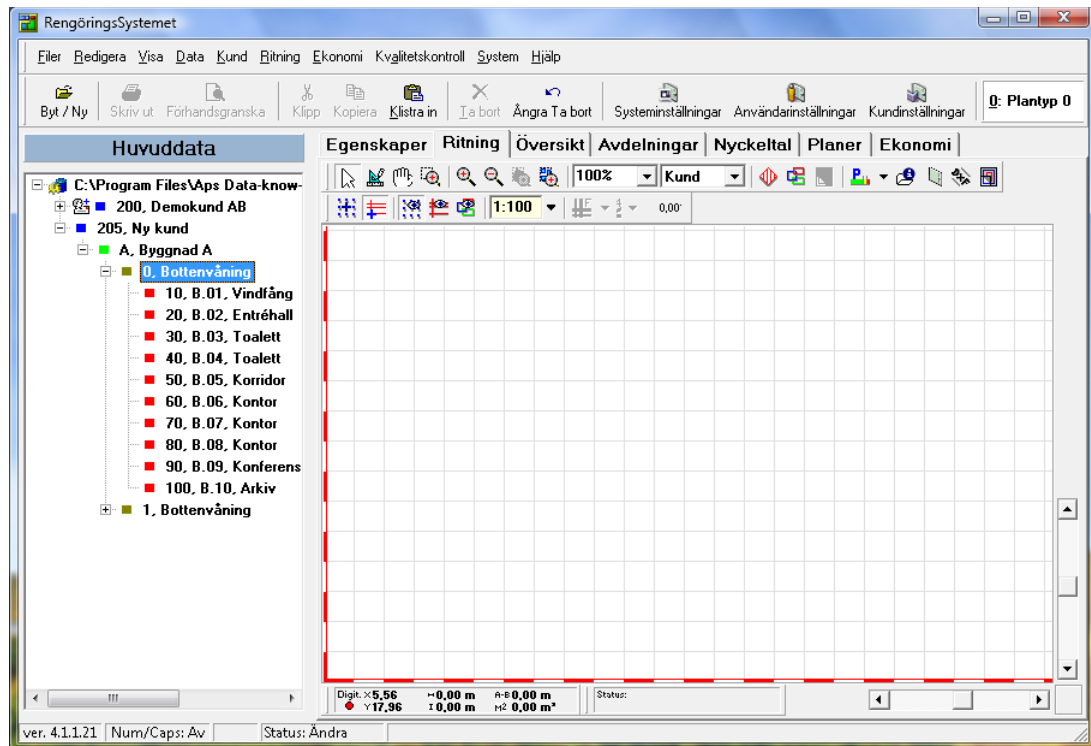 RengöringsSystemet
Filer Redigera Visa Data Kund Ritning Ekonomi Kvalitetskontroll System Hjälp
Byt / Ny Skriv ut Förhandsgranska Klipp Kopiera Klistra in Ta bort Ångra Ta bort Systeminställningar Användarinställningar Kundinställningar 0: Plantyp 0
Huvuddata
Egenskaper Ritning Översikt Avdelningar Nyckeltal Planer Ekonomi
100% Kund
1:100 0,00
C:\Program Files\Aps Data-know-
200, Demokund AB
205, Ny kund
A, Byggnad A
0, Bottenvåning
10, B.01, Vindfång
20, B.02, Entréhall
30, B.03, Toalett
40, B.04, Toalett
50, B.05, Korridor
60, B.06, Kontor
70, B.07, Kontor
80, B.08, Kontor
90, B.09, Konferens
100, B.10, Arkiv
1, Bottenvåning
Digit. X 5,56 0,00 m A-B 0,00 m Status:
Y 17,96 0,00 m M2 0,00 m²
ver. 4.1.1.21 Num/Caps: Av Status: Ändra